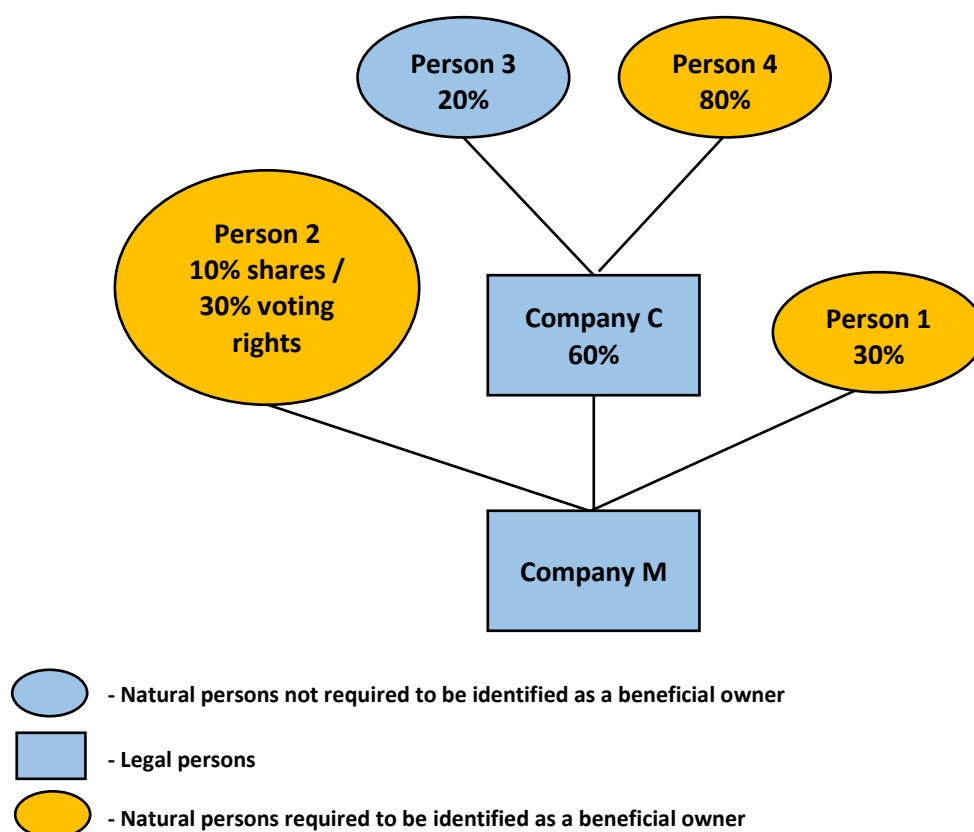 Person 3
20%
Person 4
80%
Person 2
10% shares /
30% voting
rights
Company C
60%
Person 1
30%
Company M
- Natural persons not required to be identified as a beneficial owner
- Legal persons
- Natural persons required to be identified as a beneficial owner